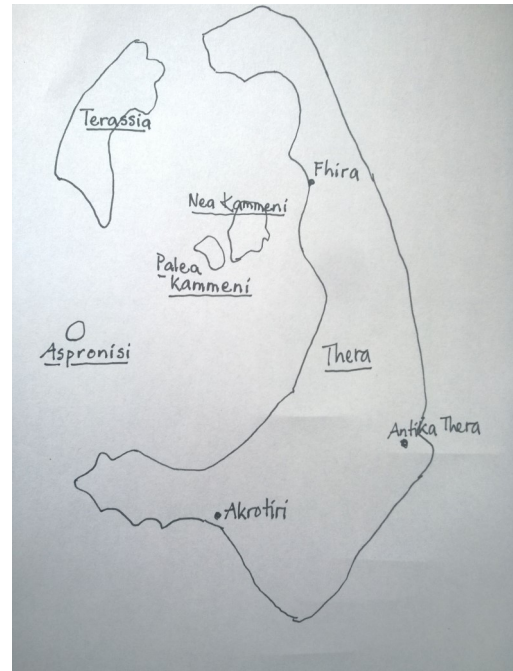 Terassia
Fhira
Nea Kammeni
Palea
Kammeni
Aspronisi
Thera
Antika Thera
Akrotiri